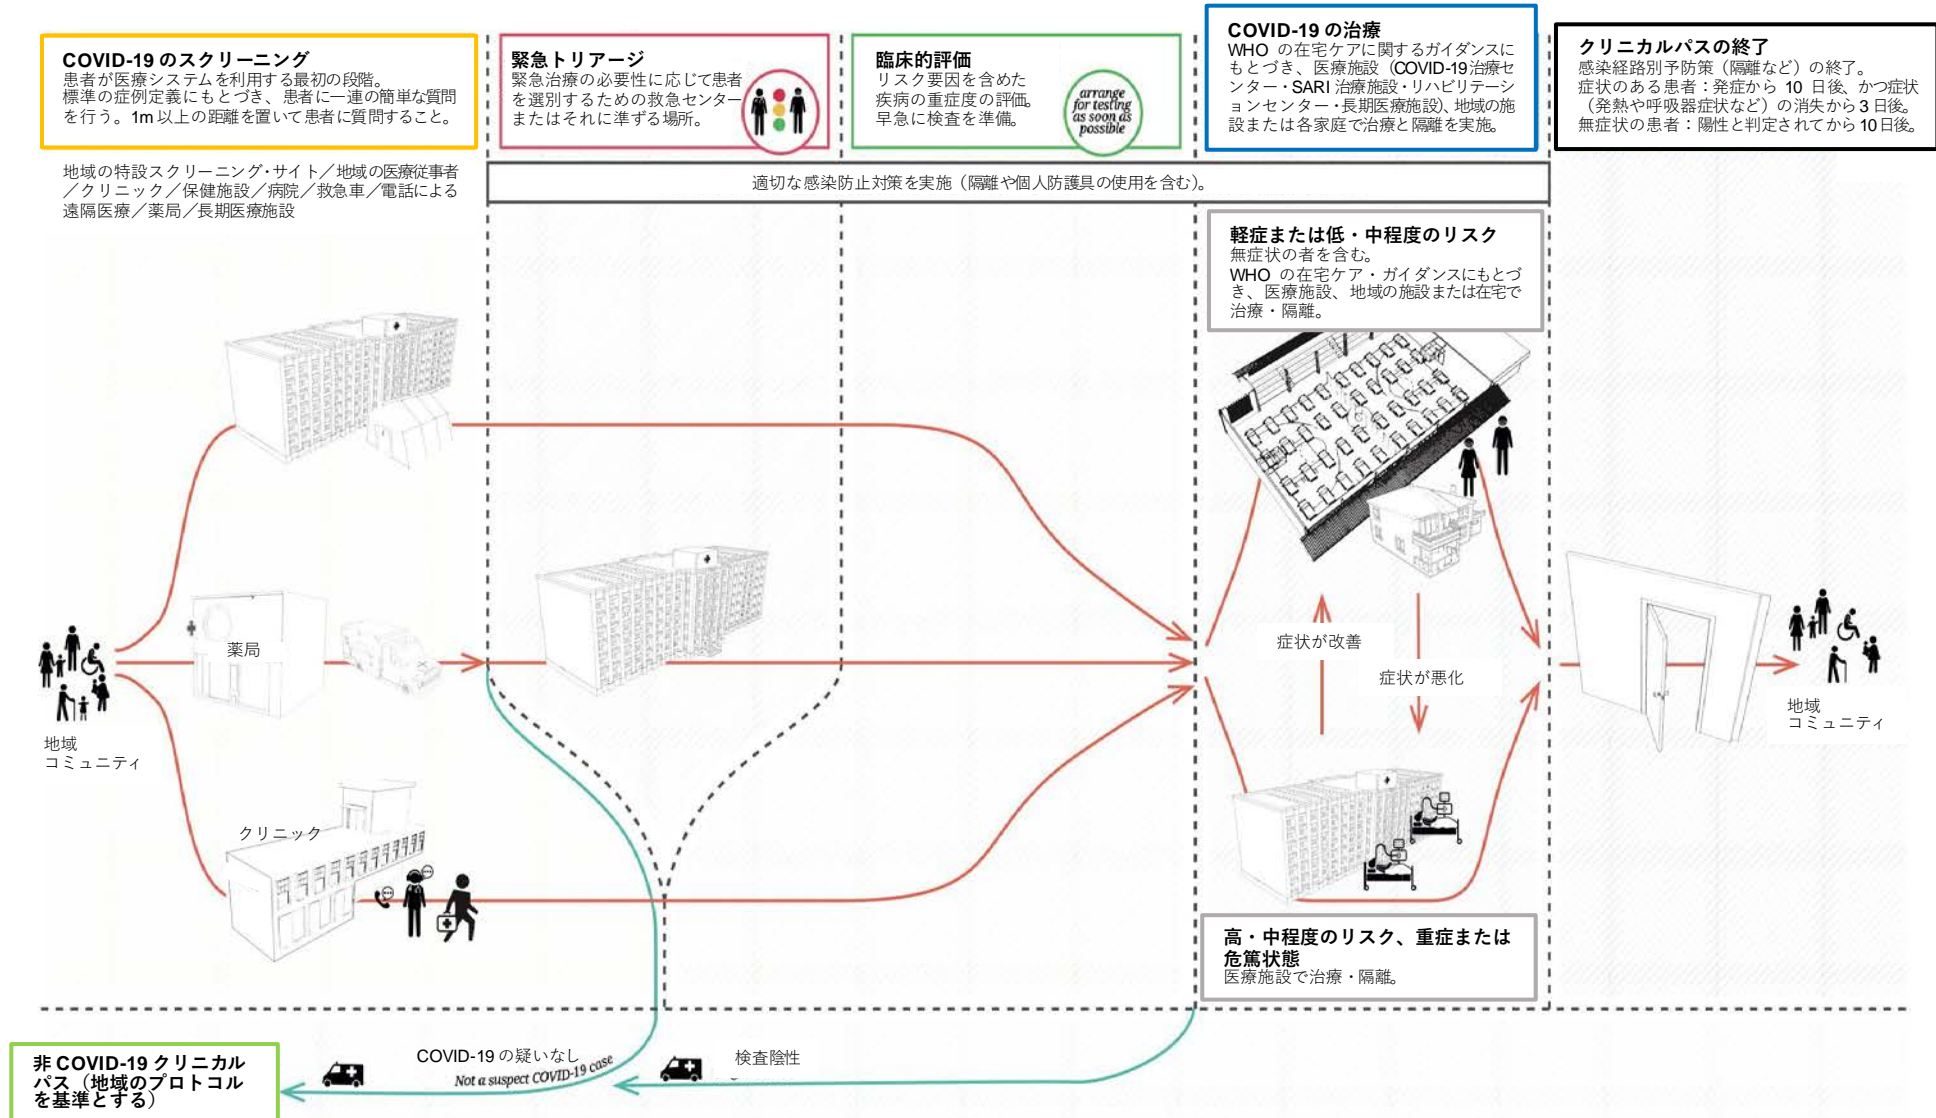 COVID-19 のスクリーニング
患者が医療システムを利用する最初の段階。
標準の症例定義にもとづき、患者に一連の簡単な質問
を行う。1m 以上の距離を置いて患者に質問すること。
地域の特設スクリーニング・サイト／地域の医療従事者
／クリニック／保健施設／病院／救急車／電話による
遠隔医療／薬局／長期医療施設
緊急トリアージ
緊急治療の必要性に応じて患者
を選別するための救急センター
またはそれに準ずる場所。
臨床的評価
リスク要因を含めた
疾病の重症度の評価。
早急に検査を準備。
arrange
for testing
as soon as
possible
COVID-19 の治療
WHO の在宅ケアに関するガイダンスに
もとづき、医療施設（COVID-19 治療セ
ンター・SARI 治療施設・リハビリテーシ
ョンセンター・長期医療施設）、地域の施
設または各家庭で治療と隔離を実施。
クリニカルパスの終了
感染経路別予防策（隔離など）の終了。
症状のある患者：発症から 10 日後、かつ症状
（発熱や呼吸器症状など）の消失から 3 日後。
無症状の患者：陽性と判定されてから 10 日後。
適切な感染防止対策を実施（隔離や個人防護具の使用を含む）。
軽症または低・中程度のリスク
無症状の者を含む。
WHO の在宅ケア・ガイダンスにもとづ
き、医療施設、地域の施設または在宅で
治療・隔離。
薬局
地域
コミュニティ
クリニック
症状が改善
症状が悪化
地域
コミュニティ
高・中程度のリスク、重症または
危篤状態
医療施設で治療・隔離。
非 COVID-19 クリニカル
パス（地域のプロトコル
を基準とする）
COVID-19 の疑いなし
Not a suspect COVID-19 case
検査陰性